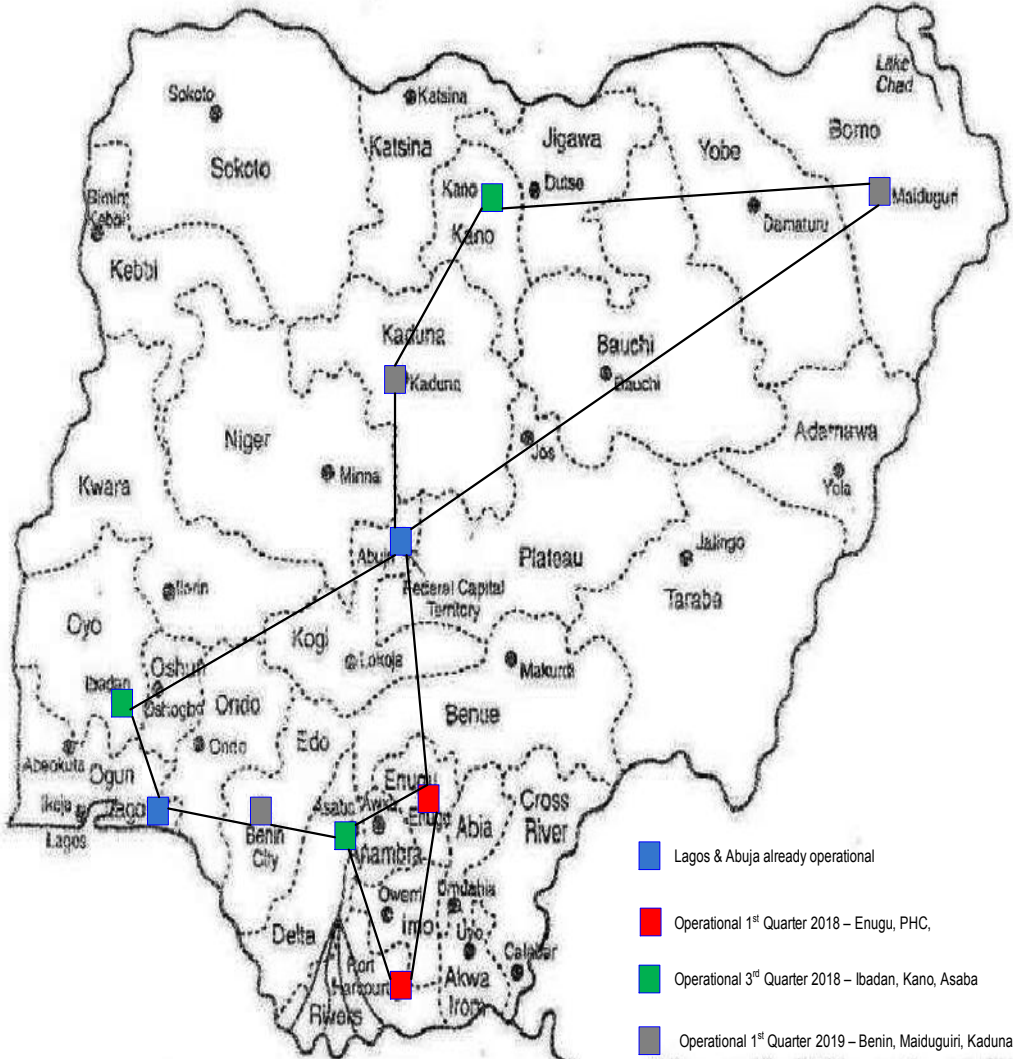 Lake
Chad
Sokoto
Katsina
Borno
Jigawa
Katsina
Yobe
Sokoto
Kano
Dutse
Maiduguri
Damaturu
Kano
Kebbi
Kaduna
Bauchi
Kaduna
Bauchi
Niger
Adamawa
Jos
Minna
Yola
Kwara
Abuja
Plateau
Jalingo
Federal Capital
Territory
Ilorin
Taraba
Oyo
Kogi
Lokoja
Makurdi
Oshun
Ibadan
Oshogbo
Ondo
Benue
Edo
Ondo
Abeokuta
Ogun
Enugu
Cross
River
Ikeja
Lagos
Asaba
Awka
Enugu
Abia
Benin
City
Anambra
Lagos
Lagos & Abuja already operational
Owerri
Umuahia
Imo
Operational 1st Quarter 2018 – Enugu, PHC,
Delta
Uyo
Calabar
Port
Harcourt
Akwa
Irom
Operational 3rd Quarter 2018 – Ibadan, Kano, Asaba
Rivers
Operational 1st Quarter 2019 – Benin, Maiduguiri, Kaduna